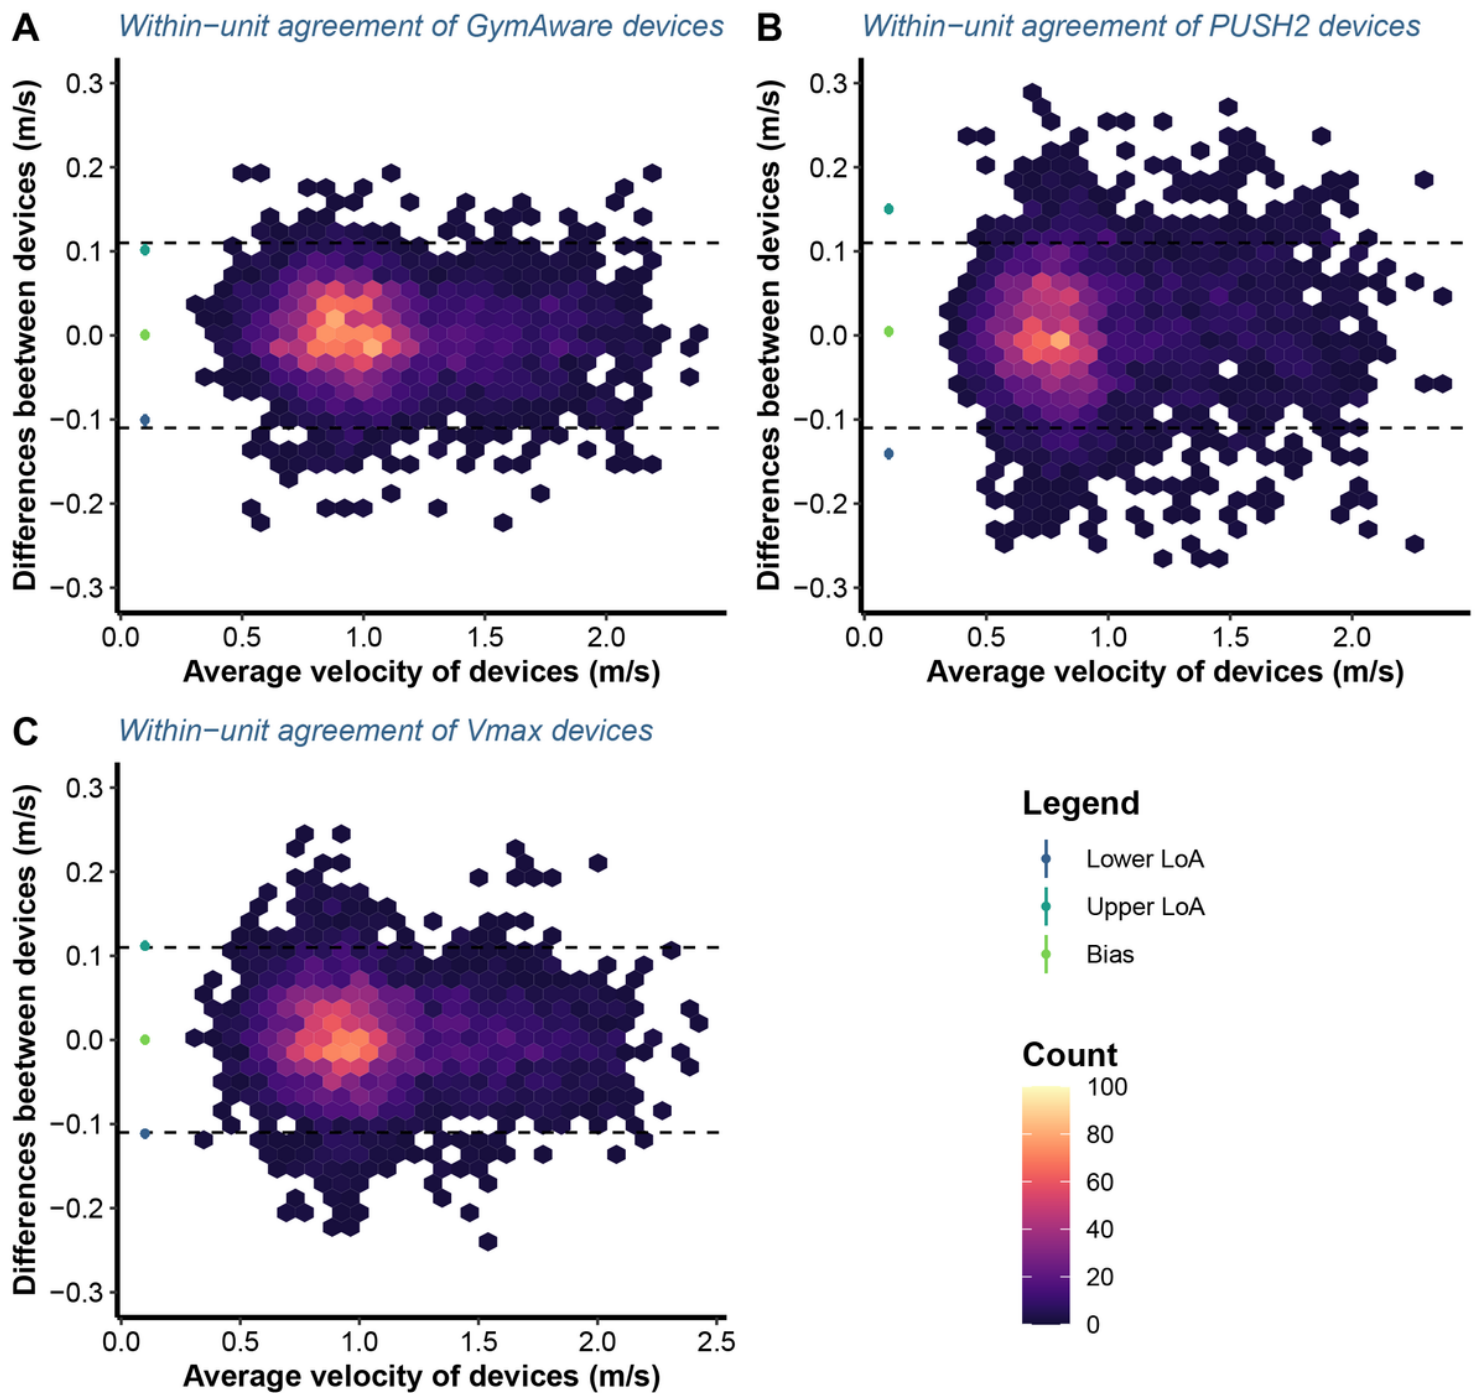 A Within−unit agreement of GymAware devices
Differences beetween devices (m/s)
0.3
0.2
0.1
0.0
−0.1
−0.2
−0.3
0.0 0.5 1.0 1.5 2.0
Average velocity of devices (m/s)
B Within−unit agreement of PUSH2 devices
Differences beetween devices (m/s)
0.3
0.2
0.1
0.0
−0.1
−0.2
−0.3
0.0 0.5 1.0 1.5 2.0
Average velocity of devices (m/s)
C Within−unit agreement of Vmax devices
Differences beetween devices (m/s)
0.3
0.2
0.1
0.0
−0.1
−0.2
−0.3
0.0 0.5 1.0 1.5 2.0 2.5
Average velocity of devices (m/s)
Legend
Lower LoA
Upper LoA
Bias
Count
100
80
60
40
20
0